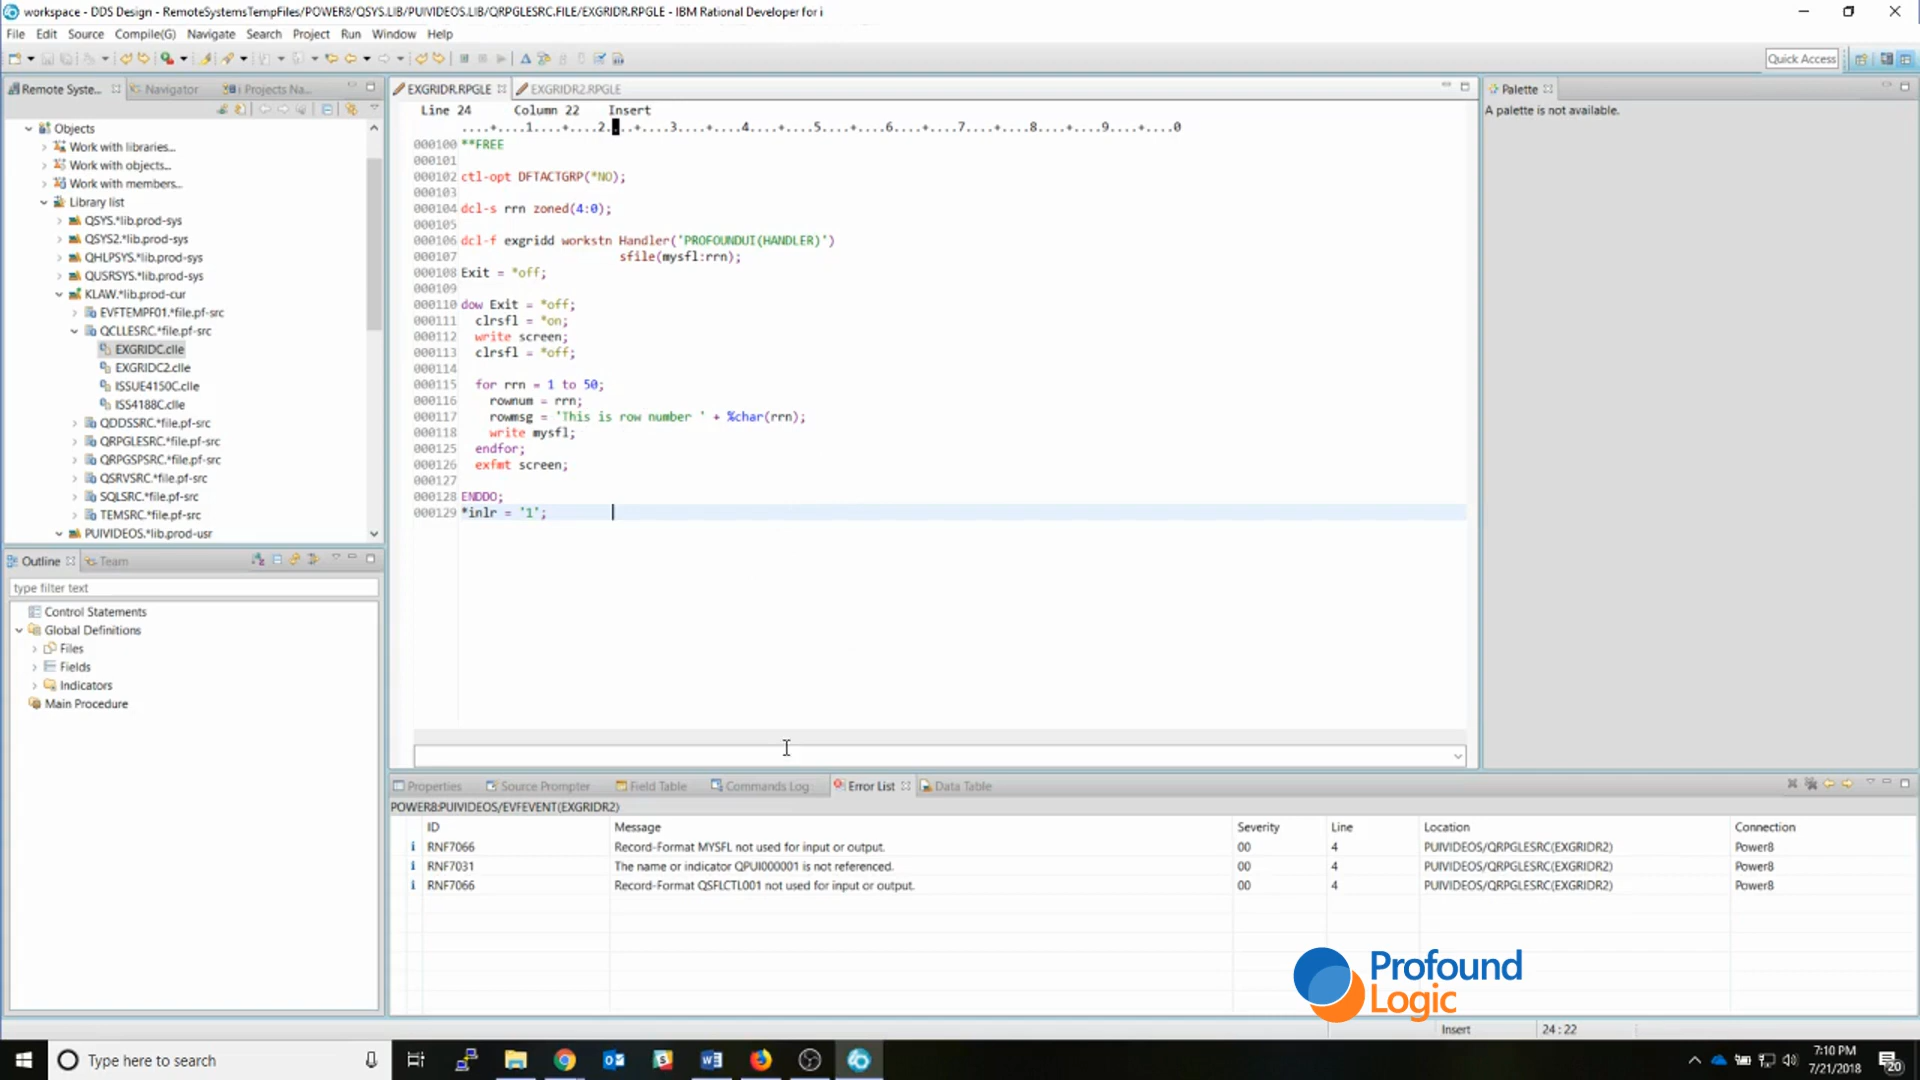 workspace - DDS Design - RemoteSystemsTempFiles/POWER8/QSYS.LIB/PUIVIDEOS.LIB/QRPGLESRC.FILE/EXGRIDR.RPGLE - IBM Rational Developer for i
File Edit Source Compile(G) Navigate Search Project Run Window Help
Quick Access
Remote Syste... Navigator Projects Na...
Objects
Work with libraries...
Work with objects...
Work with members...
Library list
QSYS.*lib.prod-sys
QSYS2.*lib.prod-sys
QHLPSYS.*lib.prod-sys
QUSRSYS.*lib.prod-sys
KLAW.*lib.prod-cur
EVFTEMPF01.*file.pf-src
QCLLESRC.*file.pf-src
EXGRIDC.clle
EXGRIDC2.clle
ISSUE4150C.clle
ISS4188C.clle
QDDSSRC.*file.pf-src
QRPGLESRC.*file.pf-src
QRPGSPSRC.*file.pf-src
QSRVSRC.*file.pf-src
SQLSRC.*file.pf-src
TEMSRC.*file.pf-src
PUIVIDEOS.*lib.prod-usr
Outline Team
type filter text
Control Statements
Global Definitions
Files
Fields
Indicators
Main Procedure
EXGRIDR.RPGLE EXGRIDR2.RPGLE
Line 24 Column 22 Insert
....+....1....+....2....+....3....+....4....+....5....+....6....+....7....+....8....+....9....+....0
000100 **FREE
000101
000102 ctl-opt DFTACTGRP(*NO);
000103
000104 dcl-s rrn zoned(4:0);
000105
000106 dcl-f exgridd workstn Handler('PROFOUNDUI(HANDLER)')
000107 sfile(mysfl:rrn);
000108 Exit = *off;
000109
000110 dow Exit = *off;
000111 clrsfl = *on;
000112 write screen;
000113 clrsfl = *off;
000114
000115 for rrn = 1 to 50;
000116 rownum = rrn;
000117 rowmsg = 'This is row number ' + %char(rrn);
000118 write mysfl;
000125 endfor;
000126 exfmt screen;
000127
000128 ENDDO;
000129 *inlr = '1';
Palette
A palette is not available.
Properties Source Prompter Field Table Commands Log Error List Data Table
POWER8:PUIVIDEOS/EVFEVENT(EXGRIDR2)
ID Message Severity Line Location Connection
i RNF7066 Record-Format MYSFL not used for input or output. 00 4 PUIVIDEOS/QRPGLESRC(EXGRIDR2) Power8
i RNF7031 The name or indicator QPUI000001 is not referenced. 00 4 PUIVIDEOS/QRPGLESRC(EXGRIDR2) Power8
i RNF7066 Record-Format QSFLCTL001 not used for input or output. 00 4 PUIVIDEOS/QRPGLESRC(EXGRIDR2) Power8
Profound
Logic
Insert 24 : 22
Type here to search
7:10 PM
7/21/2018
20